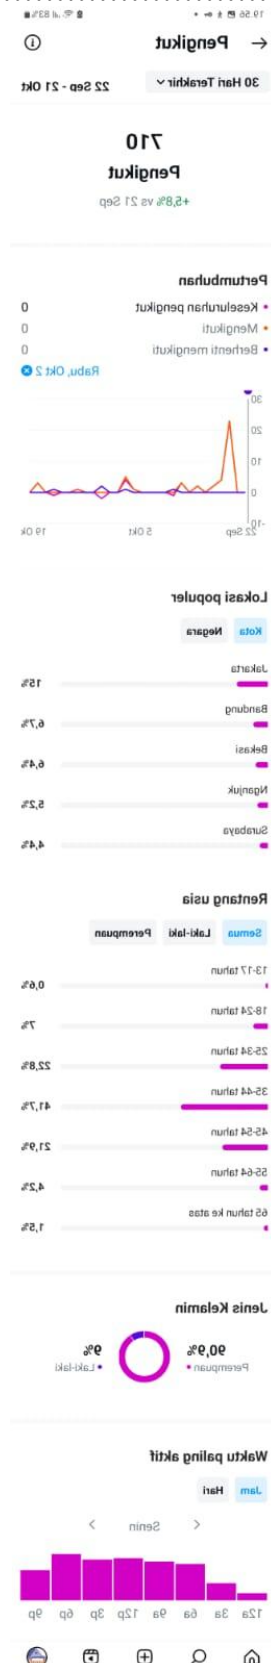 19.56
83%
← Pengikut
30 Hari Terakhir
22 Sep - 21 Okt
710
Pengikut
+5,8% vs 21 Sep
Pertumbuhan
• Keseluruhan pengikut 0
• Mengikuti 0
• Berhenti mengikuti 0
Rabu, Okt 2
30
20
10
0
-10
22 Sep 5 Okt 19 Ok
Lokasi populer
Kota Negara
Jakarta
15%
Bandung
6,7%
Bekasi
6,4%
Nganjuk
5,2%
Surabaya
4,4%
Rentang usia
Semua Laki-laki Perempuan
13-17 tahun
0,6%
18-24 tahun
7%
25-34 tahun
22,8%
35-44 tahun
41,7%
45-54 tahun
21,9%
55-64 tahun
4,2%
65 tahun ke atas
1,5%
Jenis Kelamin
90,9% 9%
• Perempuan • Laki-laki
Waktu paling aktif
Jam Hari
< Senin >
12a 3a 6a 9a 12p 3p 6p 9p